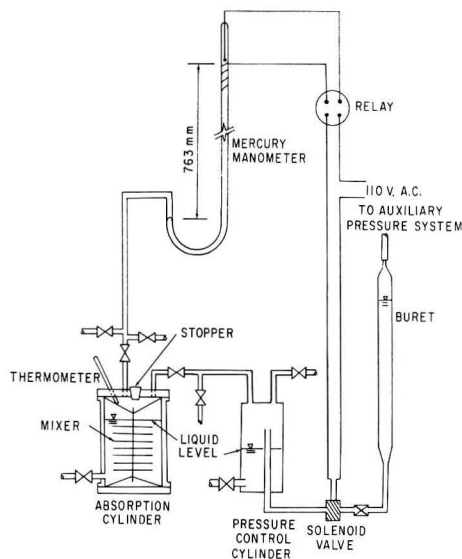 RELAY
763 mm
MERCURY
MANOMETER
110 V. A.C.
TO AUXILIARY
PRESSURE SYSTEM
STOPPER
BURET
THERMOMETER
MIXER
LIQUID
LEVEL
ABSORPTION
CYLINDER
PRESSURE
CONTROL
CYLINDER
SOLENOID
VALVE